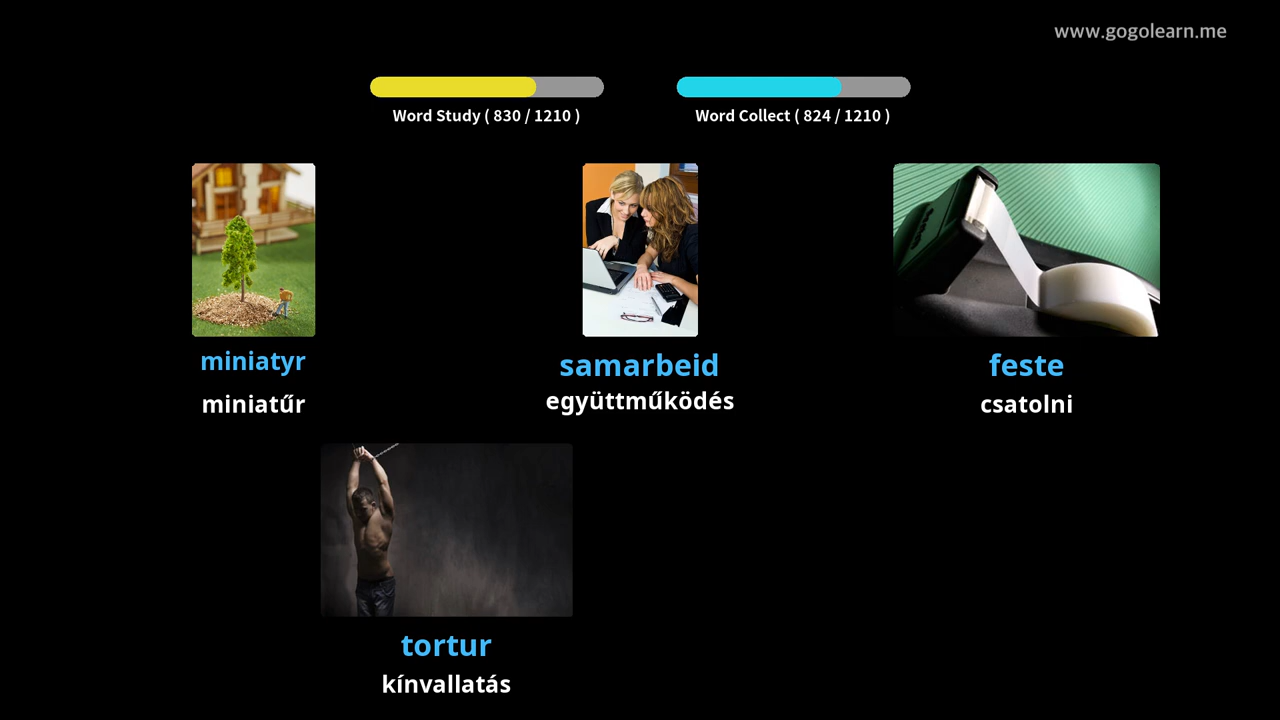 www.gogolearn.me
Word Study ( 830 / 1210 )
Word Collect ( 824 / 1210 )
miniatyr
miniatűr
samarbeid
együttműködés
feste
csatolni
tortur
kínvallatás